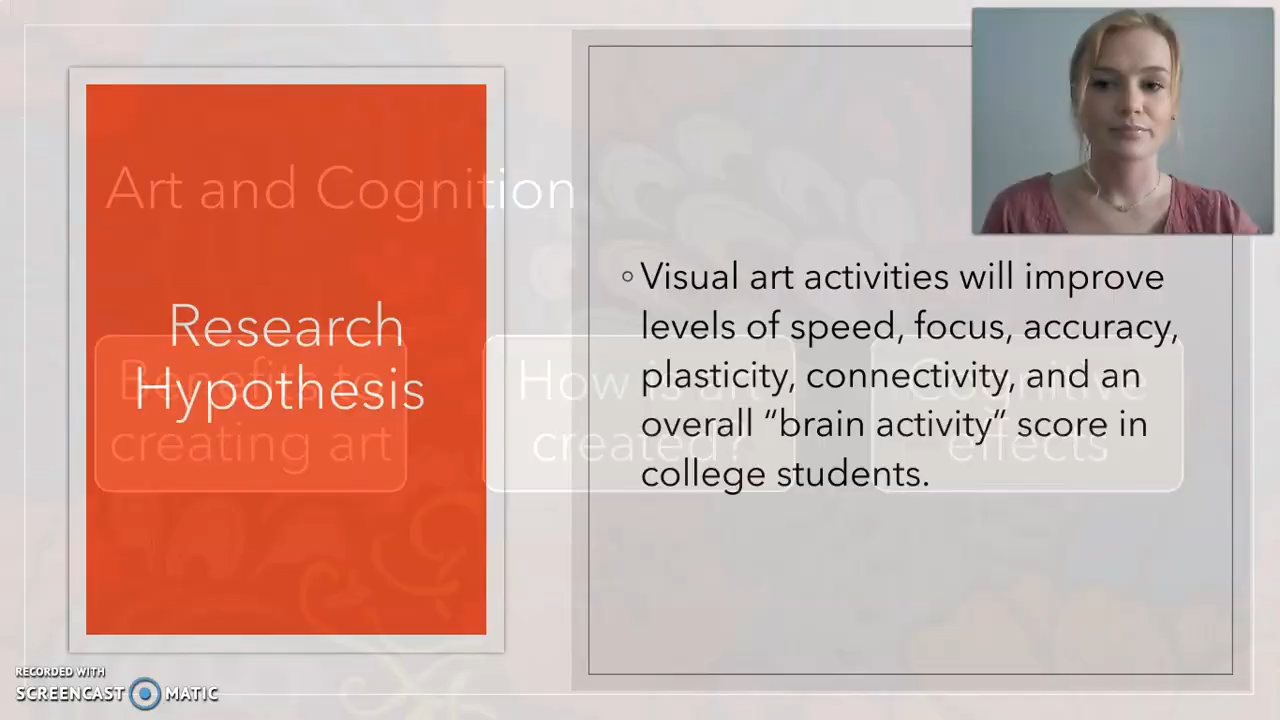 Art and Cognition
Research
Hypothesis
Benefits to
creating art
How is art
created?
Cognitive
effects
◦ Visual art activities will improve
levels of speed, focus, accuracy,
plasticity, connectivity, and an
overall “brain activity” score in
college students.
RECORDED WITH
SCREENCAST MATIC